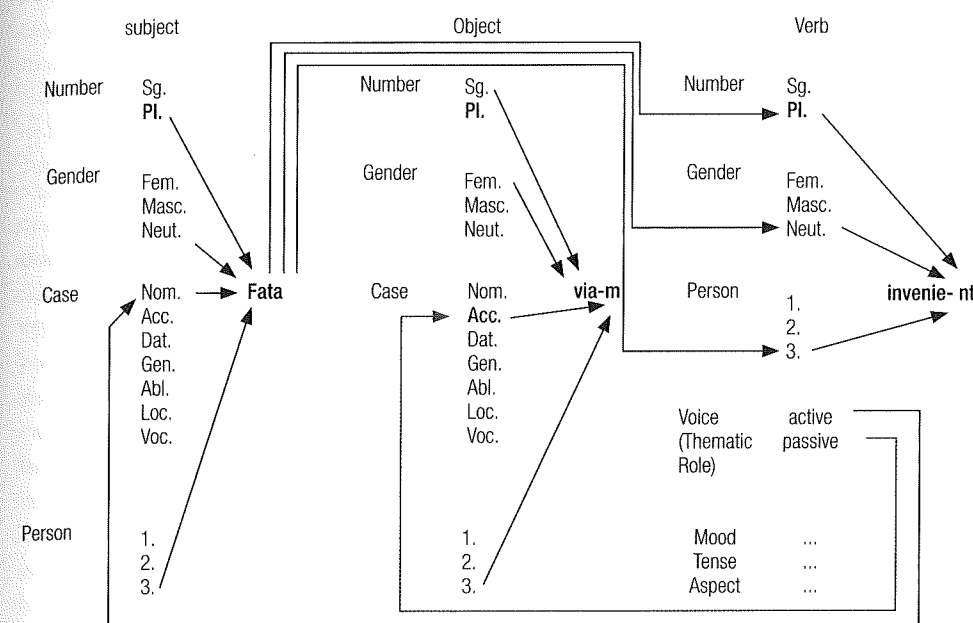 subject Object Verb
Number Sg. Number Sg. Number Sg.
Pl. Pl. Pl.
Gender Fem. Gender Fem. Gender Fem.
Masc. Masc. Masc.
Neut. Neut. Neut.
Case Nom. Fata Case Nom. via-m Person 1. invenie- nt
Acc. Acc. 2.
Dat. Dat. 3.
Gen. Gen.
Abl. Abl.
Loc. Loc. Voice active
Voc. Voc. (Thematic passive
Role)
Person 1. 1. Mood ...
2. 2. Tense ...
3. 3. Aspect ...